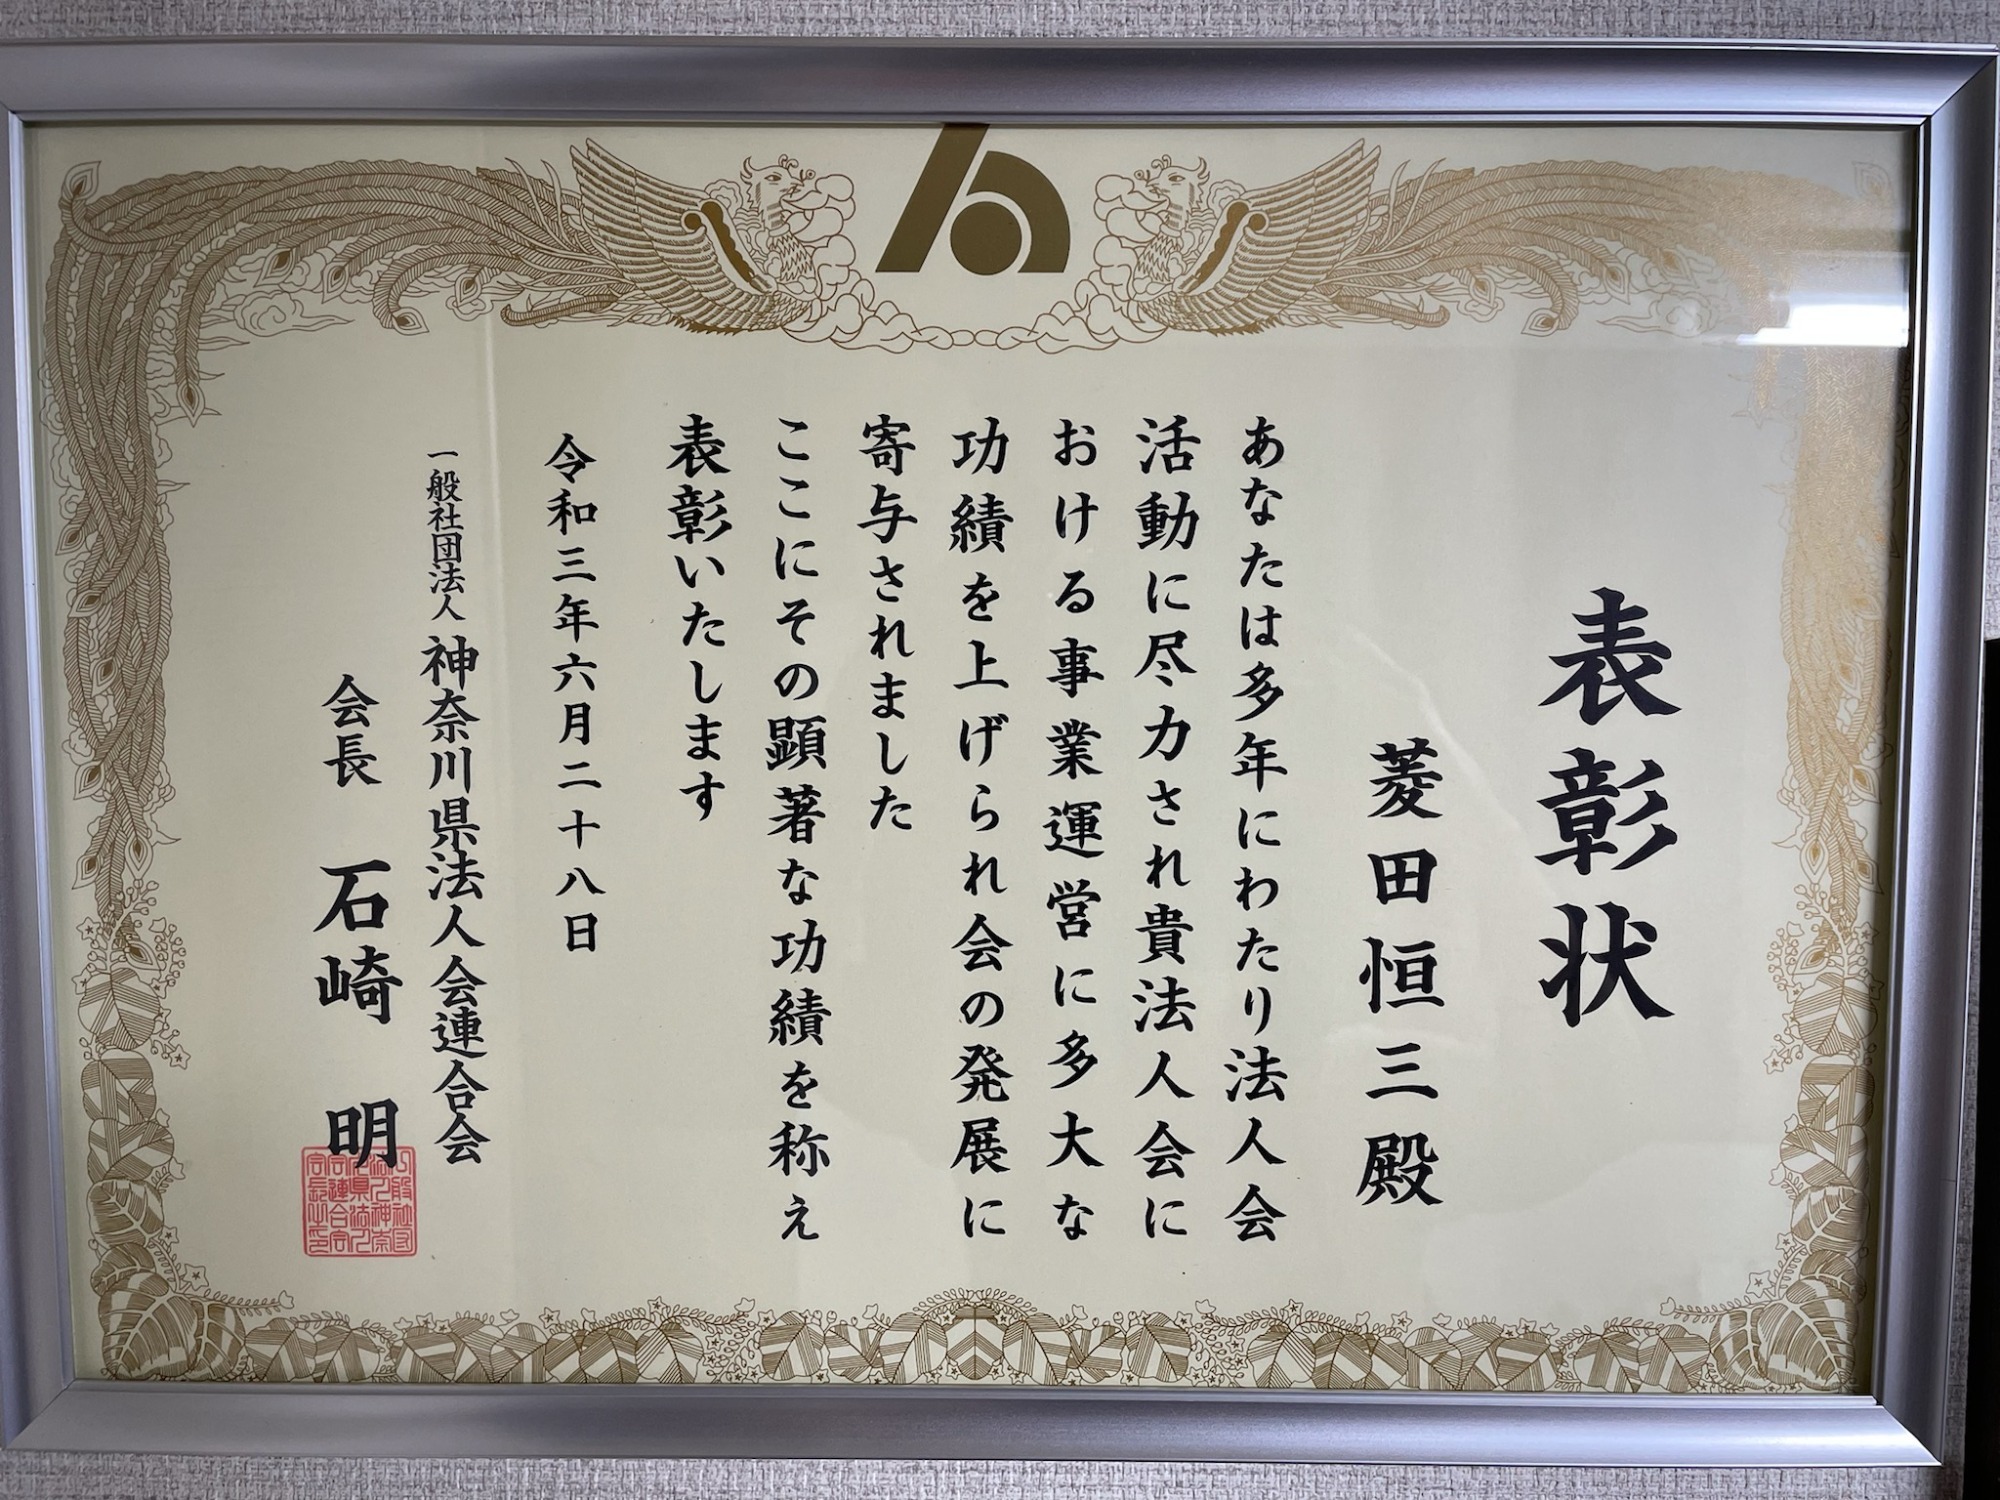 表彰状
菱田恒三殿
あなたは多年にわたり法人会
活動に尽力され貴法人会に
おける事業運営に多大な
功績を上げられ会の発展に
寄与されました
ここにその顕著な功績を称え
表彰いたします
令和三年六月二十八日
一般社団法人神奈川県法人会連合会
会長 石崎 明